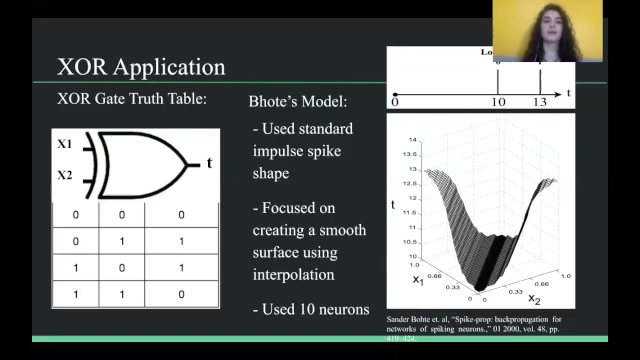 XOR Application
XOR Gate Truth Table:
X1
X2
t
0 0 0
0 1 1
1 0 1
1 1 0
Bhote's Model:
- Used standard
impulse spike
shape
- Focused on
creating a smooth
surface using
interpolation
- Used 10 neurons
t
0 10 13
14
13.5
13
12.5
12
11.5
11
10.5
10
t
1.0
0.66
0.33
0
X1
0
0.33
0.66
1.0
X2
Sander Bohte et. al, “Spike-prop: backpropogation for
networks of spiking neurons.,” 01 2000, vol. 48, pp.
419–424